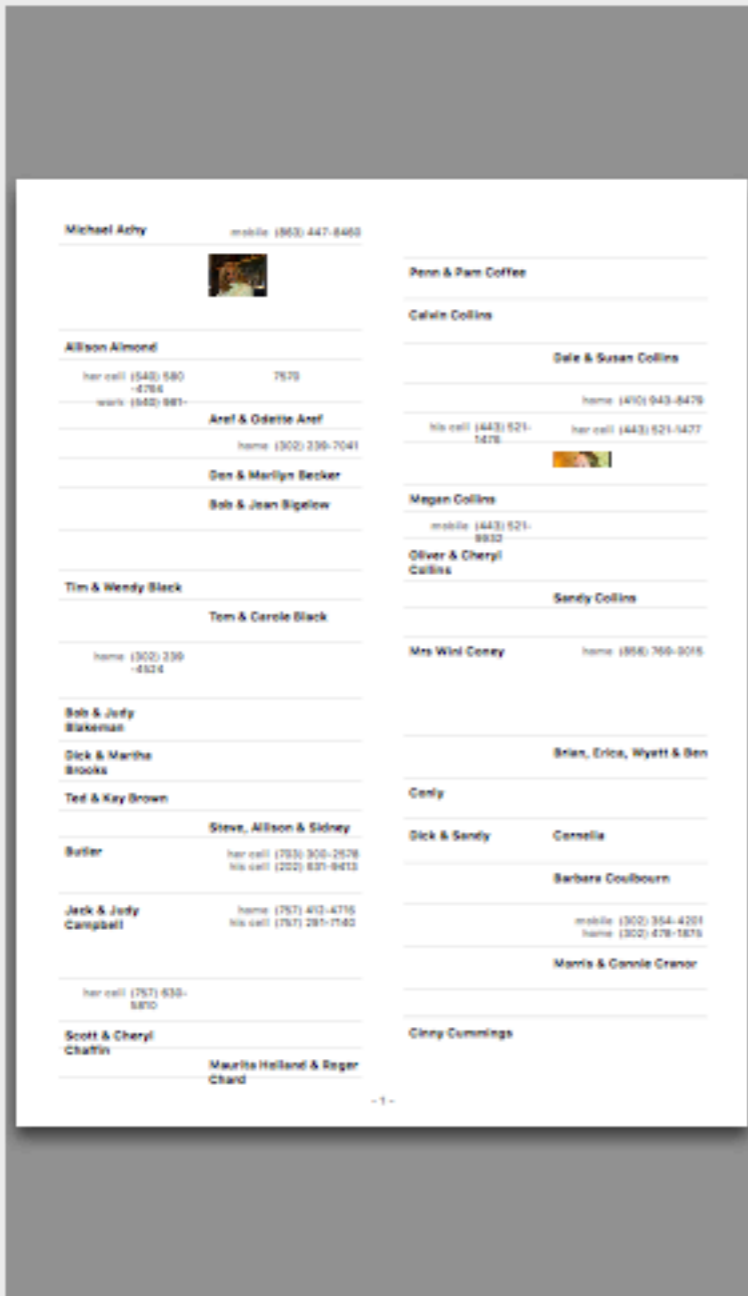 Michael Achy
mobile (863) 447-8460
Allison Almond
her cell (540) 580
-4764
7570
work (540) 981-
Aref & Odette Aref
home (302) 239-7041
Don & Marilyn Becker
Bob & Jean Bigelow
Tim & Wendy Black
Tom & Carole Black
home (302) 239
-4524
Bob & Judy
Blakeman
Dick & Martha
Brooks
Ted & Kay Brown
Steve, Allison & Sidney
Butler
her cell (703) 300-2578
his cell (202) 631-9413
Jack & Judy
Campbell
home (757) 412-4715
his cell (757) 291-7140
her cell (757) 630-
5810
Scott & Cheryl
Chaffin
Maurita Holland & Roger
Chard
Penn & Pam Coffee
Calvin Collins
Dale & Susan Collins
home (410) 943-8479
his cell (443) 521-
1476
her cell (443) 521-1477
Megan Collins
mobile (443) 521-
9932
Oliver & Cheryl
Collins
Sandy Collins
Mrs Wini Coney
home (856) 769-0015
Brian, Erica, Wyatt & Ben
Conly
Dick & Sandy
Cornelia
Barbara Coulbourn
mobile (302) 354-4201
home (302) 478-1875
Morris & Connie Cranor
Cinny Cummings
- 1 -